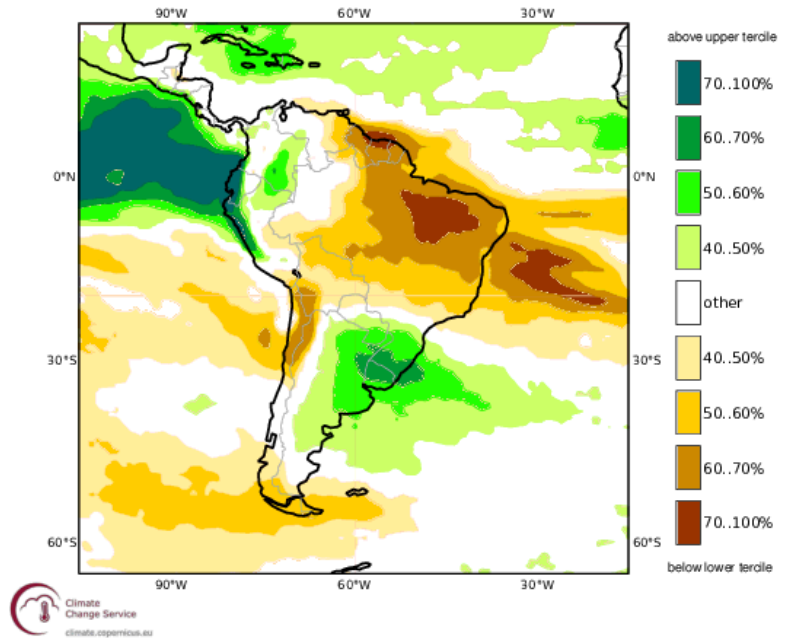 90°W 60°W 30°W
above upper tercile
70..100%
60..70%
0°N 0°N
50..60%
40..50%
other
30°S 30°S
40..50%
50..60%
60..70%
70..100%
60°S 60°S
below lower tercile
90°W 60°W 30°W
Climate
Change Service
climate.copernicus.eu